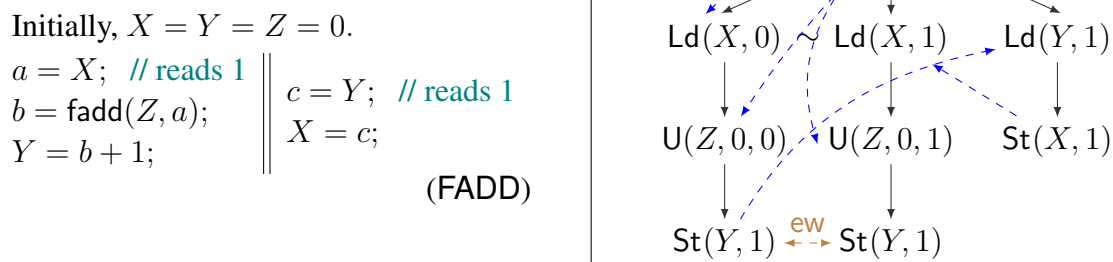 Initially, X = Y = Z = 0.
a = X; // reads 1
b = fadd(Z, a);
Y = b + 1;
c = Y; // reads 1
X = c;
(FADD)
Ld(X, 0) ~ Ld(X, 1) Ld(Y, 1)
U(Z, 0, 0) U(Z, 0, 1) St(X, 1)
St(Y, 1) ew St(Y, 1)